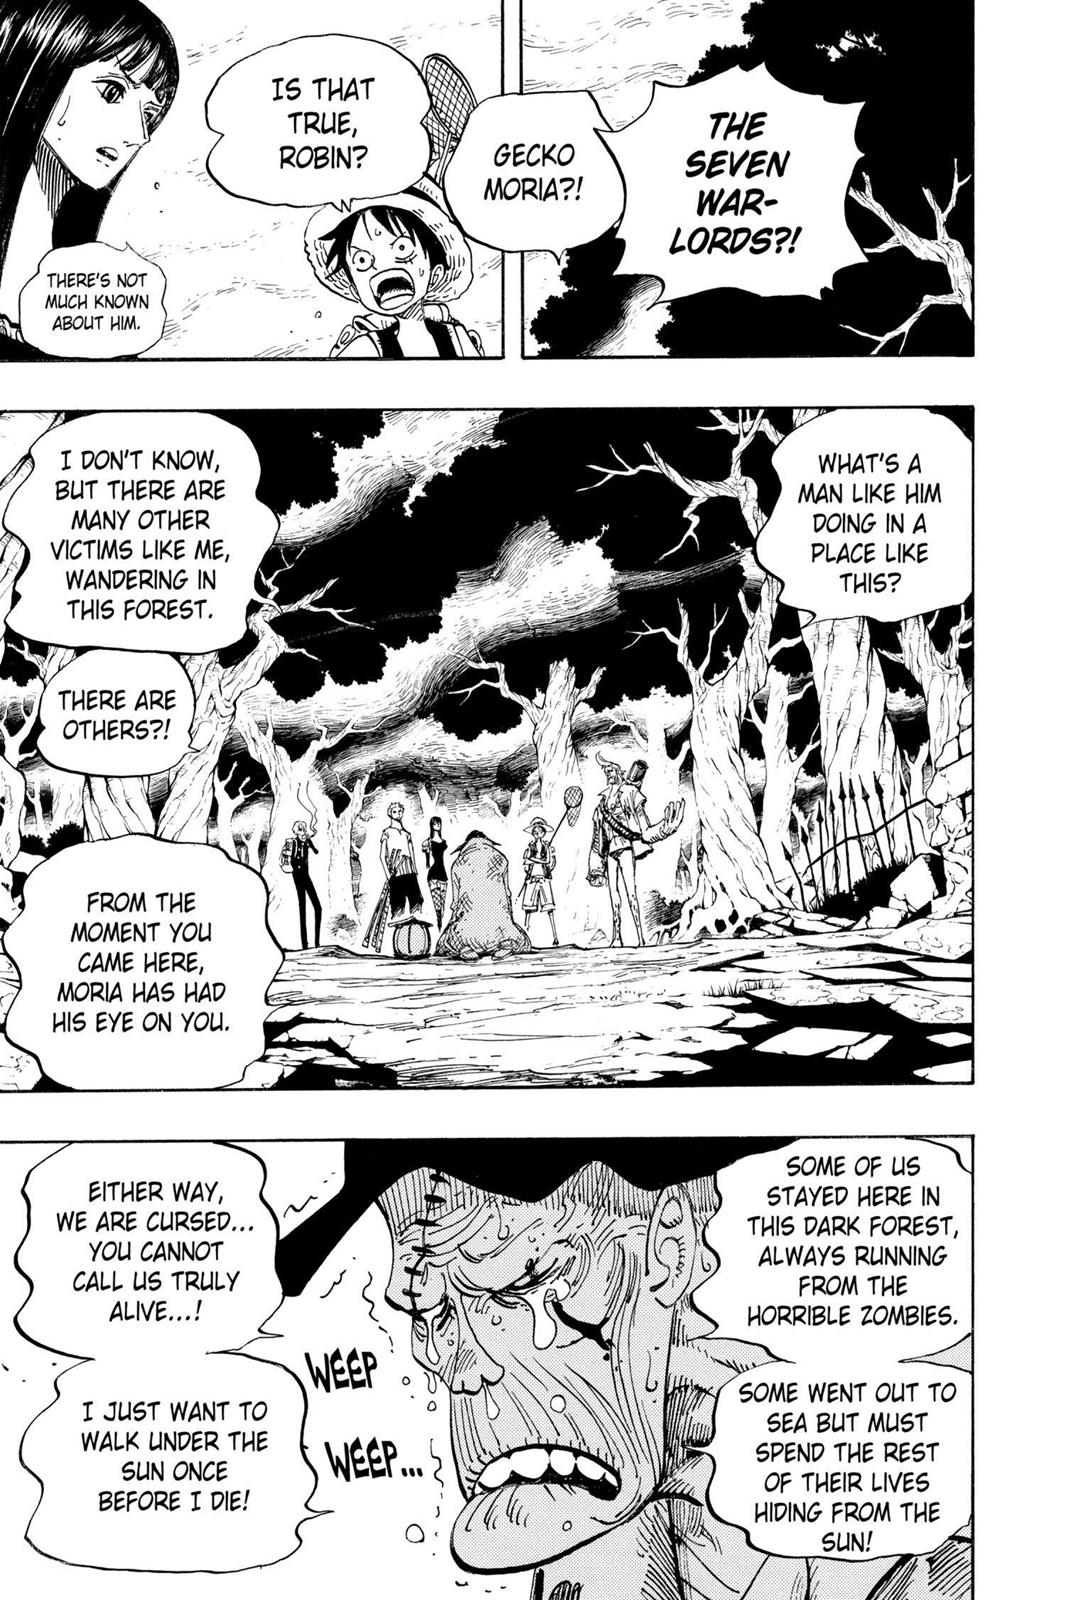 THE
SEVEN
WAR-
LORDS?!
GECKO
MORIA?!
IS THAT
TRUE,
ROBIN?
THERE'S NOT
MUCH KNOWN
ABOUT HIM.
WHAT'S A
MAN LIKE HIM
DOING IN A
PLACE LIKE
THIS?
I DON'T KNOW,
BUT THERE ARE
MANY OTHER
VICTIMS LIKE ME,
WANDERING IN
THIS FOREST.
THERE ARE
OTHERS?!
FROM THE
MOMENT YOU
CAME HERE,
MORIA HAS HAD
HIS EYE ON YOU.
SOME OF US
STAYED HERE IN
THIS DARK FOREST,
ALWAYS RUNNING
FROM THE
HORRIBLE ZOMBIES.
SOME WENT OUT TO
SEA BUT MUST
SPEND THE REST
OF THEIR LIVES
HIDING FROM THE
SUN!
EITHER WAY,
WE ARE CURSED...
YOU CANNOT
CALL US TRULY
ALIVE...!
I JUST WANT TO
WALK UNDER THE
SUN ONCE
BEFORE I DIE!
WEEP
WEEP...